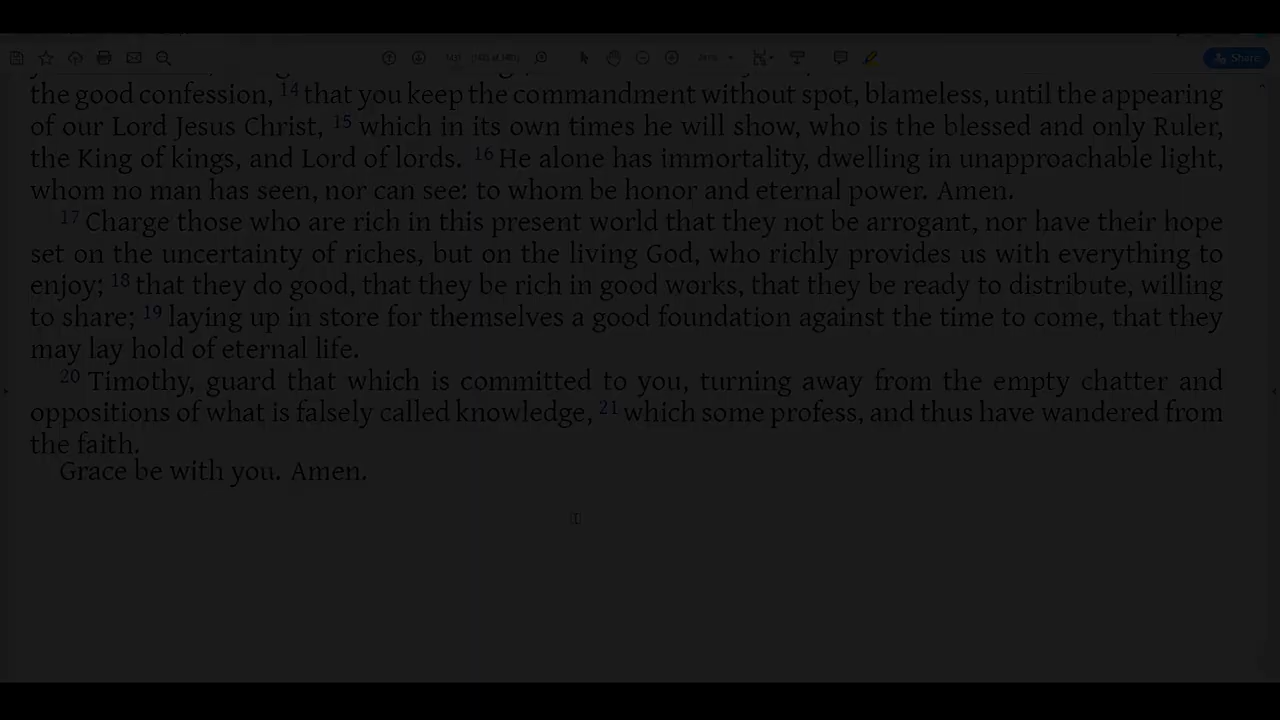 Share
the good confession, 14 that you keep the commandment without spot, blameless, until the appearing
of our Lord Jesus Christ, 15 which in its own times he will show, who is the blessed and only Ruler,
the King of kings, and Lord of lords. 16 He alone has immortality, dwelling in unapproachable light,
whom no man has seen, nor can see: to whom be honor and eternal power. Amen.
17 Charge those who are rich in this present world that they not be arrogant, nor have their hope
set on the uncertainty of riches, but on the living God, who richly provides us with everything to
enjoy; 18 that they do good, that they be rich in good works, that they be ready to distribute, willing
to share; 19 laying up in store for themselves a good foundation against the time to come, that they
may lay hold of eternal life.
20 Timothy, guard that which is committed to you, turning away from the empty chatter and
oppositions of what is falsely called knowledge, 21 which some profess, and thus have wandered from
the faith.
Grace be with you. Amen.